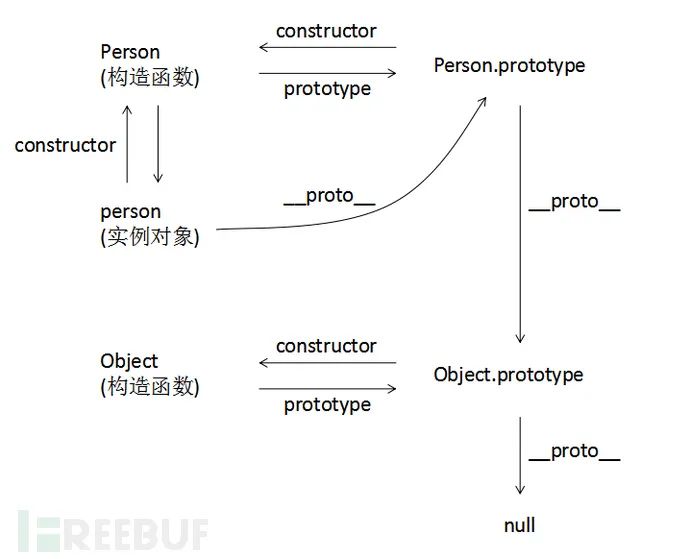 constructor
Person
(构造函数)
Person.prototype
prototype
constructor
__proto__
__proto__
person
(实例对象)
constructor
Object
(构造函数)
Object.prototype
prototype
__proto__
null
FREEBUF